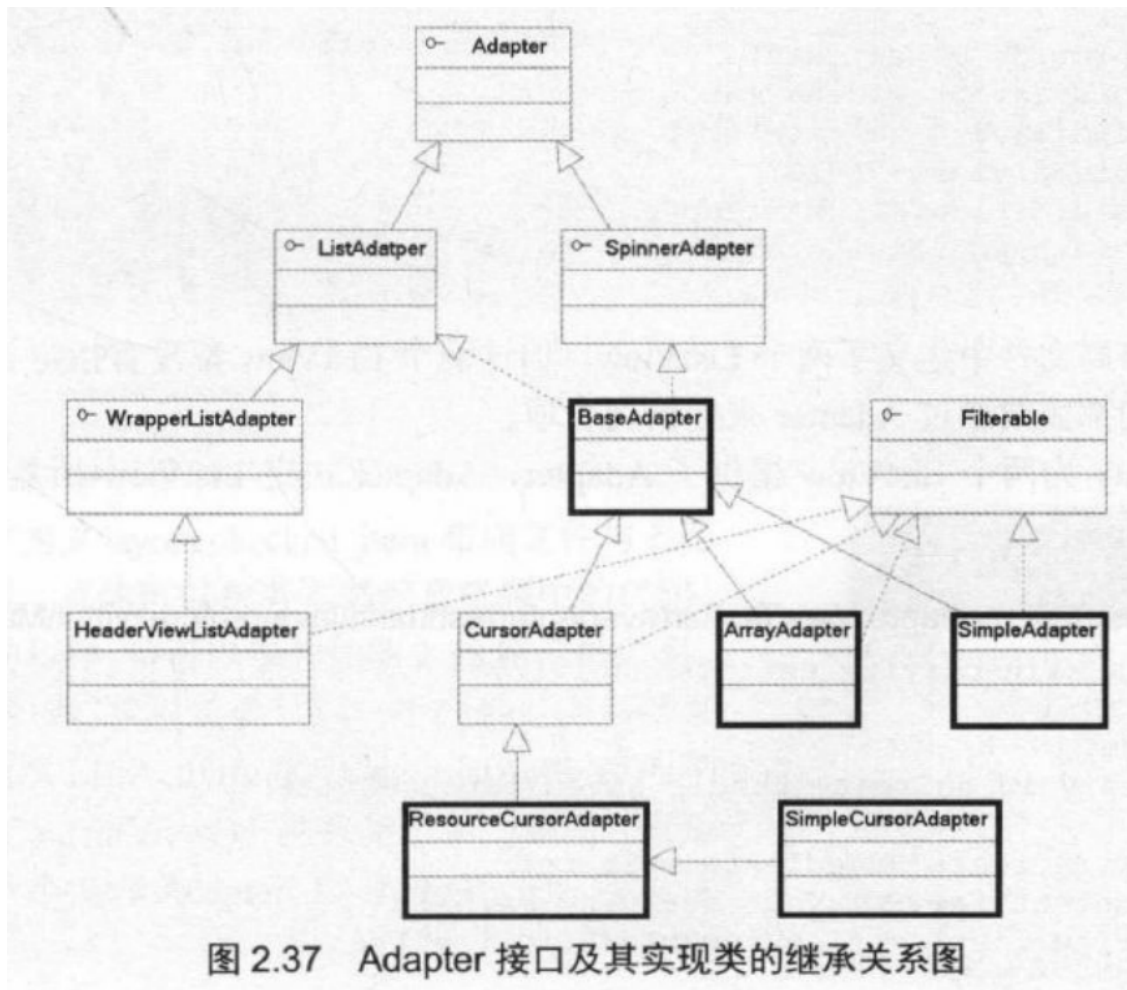 Adapter
ListAdatper
SpinnerAdapter
WrapperListAdapter
BaseAdapter
Filterable
HeaderViewListAdapter
CursorAdapter
ArrayAdapter
SimpleAdapter
ResourceCursorAdapter
SimpleCursorAdapter
图 2.37 Adapter 接口及其实现类的继承关系图